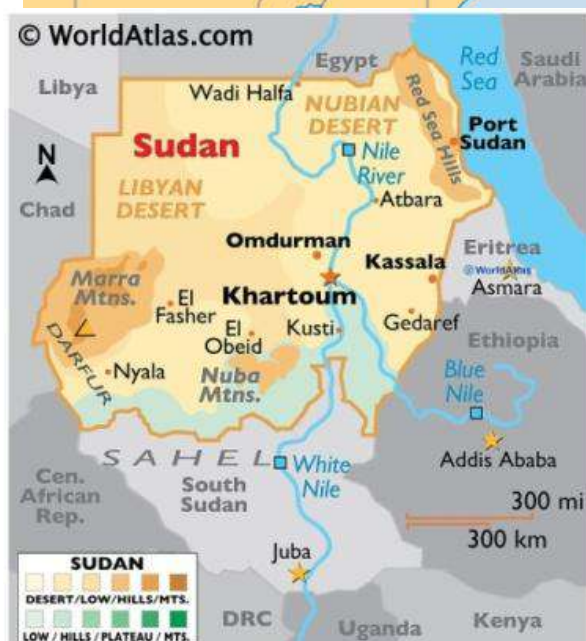 © WorldAtlas.com
Egypt
Red
Sea
Saudi
Arabia
Libya
Wadi Halfa
NUBIAN
DESERT
Red Sea Hills
Port
Sudan
Sudan
N
Nile
River
LIBYAN
DESERT
Chad
Atbara
Omdurman
Eritrea
© WorldAtlas
Asmara
Kassala
Marra
Mtns.
Khartoum
El
Fasher
El
Obeid
Kusti
Gedaref
Ethiopia
DARFUR
Nyala
Nuba
Mtns.
Blue
Nile
SAHEL
White
Nile
Addis Ababa
Cen.
African
Rep.
South
Sudan
300 mi
300 km
Juba
SUDAN
DESERT/LOW/HILLS/MTS.
LOW / HILLS / PLATEAU / MTS.
DRC
Uganda
Kenya